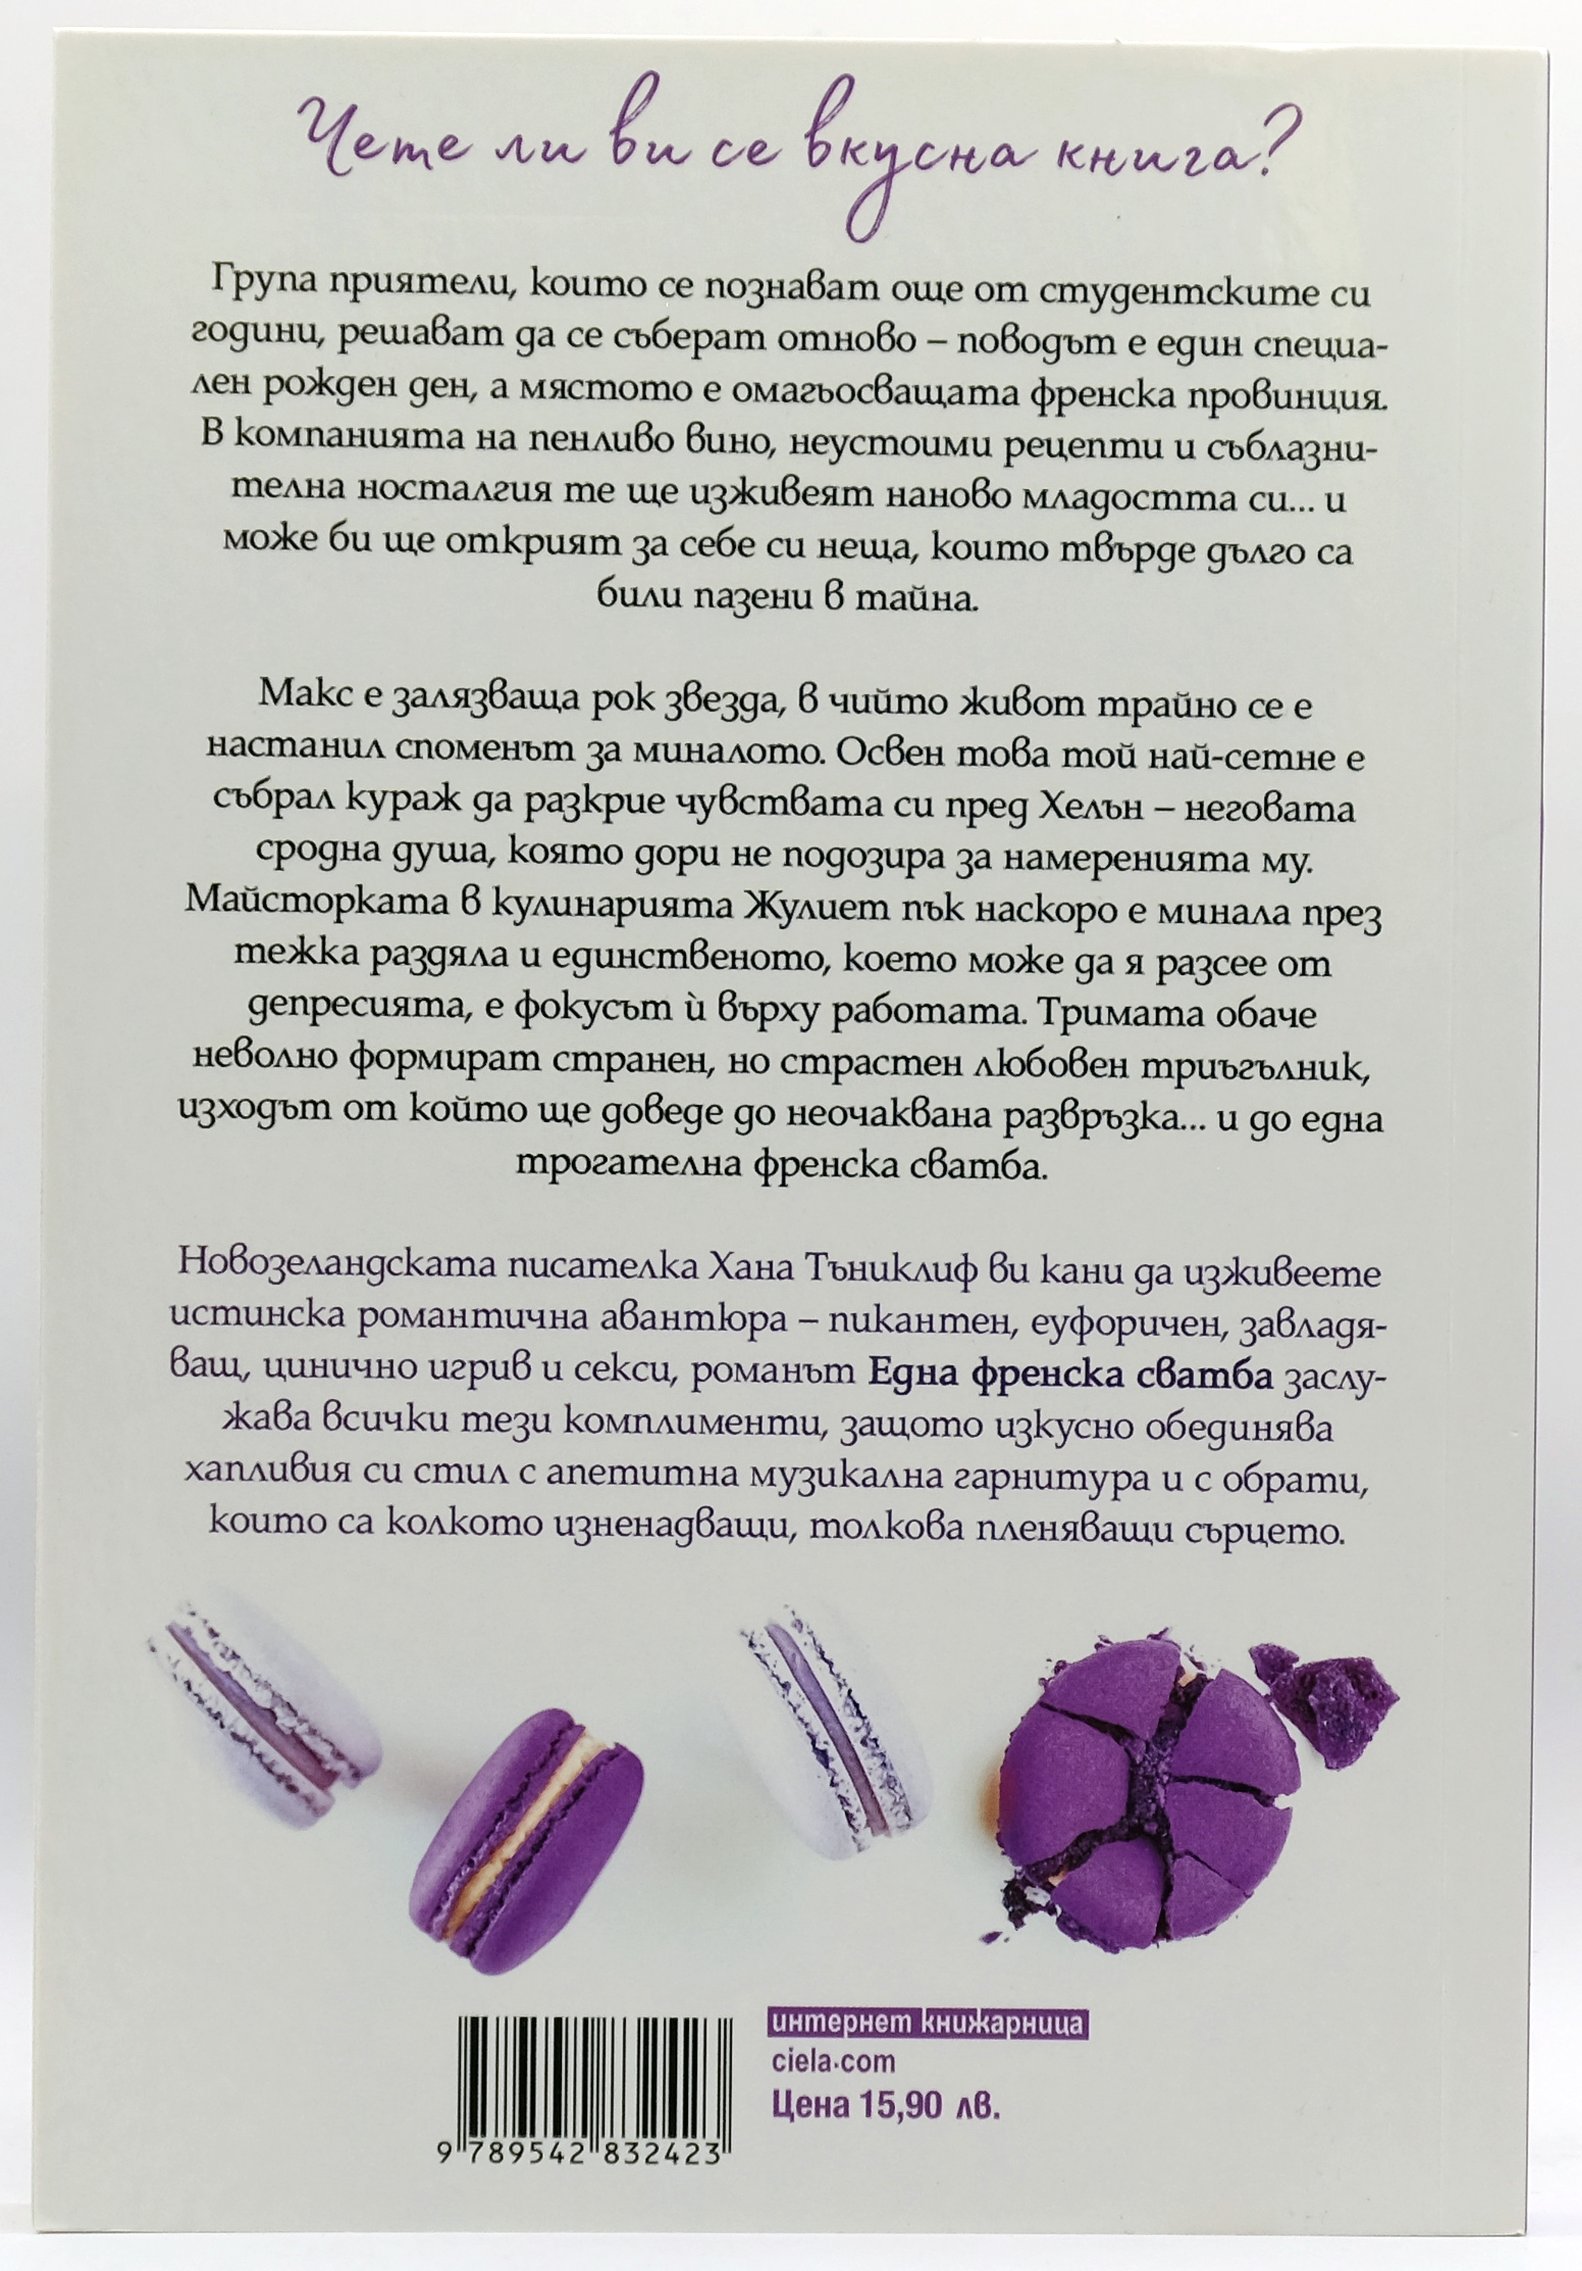 Чете ли ви се вкусна книга?
Група приятели, които се познават още от студентските си
години, решават да се съберат отново – поводът е един специа-
лен рожден ден, а мястото е омагьосващата френска провинция.
В компанията на пенливо вино, неустоими рецепти и съблазни-
телна носталгия те ще изживеят наново младостта си... и
може би ще открият за себе си неща, които твърде дълго са
били пазени в тайна.
Макс е залязваща рок звезда, в чийто живот трайно се е
настанил споменът за миналото. Освен това той най-сетне е
събрал кураж да разкрие чувствата си пред Хелън – неговата
сродна душа, която дори не подозира за намеренията му.
Майсторката в кулинарията Жулиет пък наскоро е минала през
тежка раздяла и единственото, което може да я разсее от
депресията, е фокусът ѝ върху работата. Тримата обаче
неволно формират странен, но страстен любовен триъгълник,
изходът от който ще доведе до неочаквана развръзка... и до една
трогателна френска сватба.
Новозеландската писателка Хана Тъниклиф ви кани да изживеете
истинска романтична авантюра – пикантен, еуфоричен, завладя-
ващ, цинично игрив и секси, романът Една френска сватба заслу-
жава всички тези комплименти, защото изкусно обединява
хапливия си стил с апетитна музикална гарнитура и с обрати,
които са колкото изненадващи, толкова пленяващи сърцето.
интернет книжарница
ciela.com
Цена 15,90 лв.
9 789542 832423